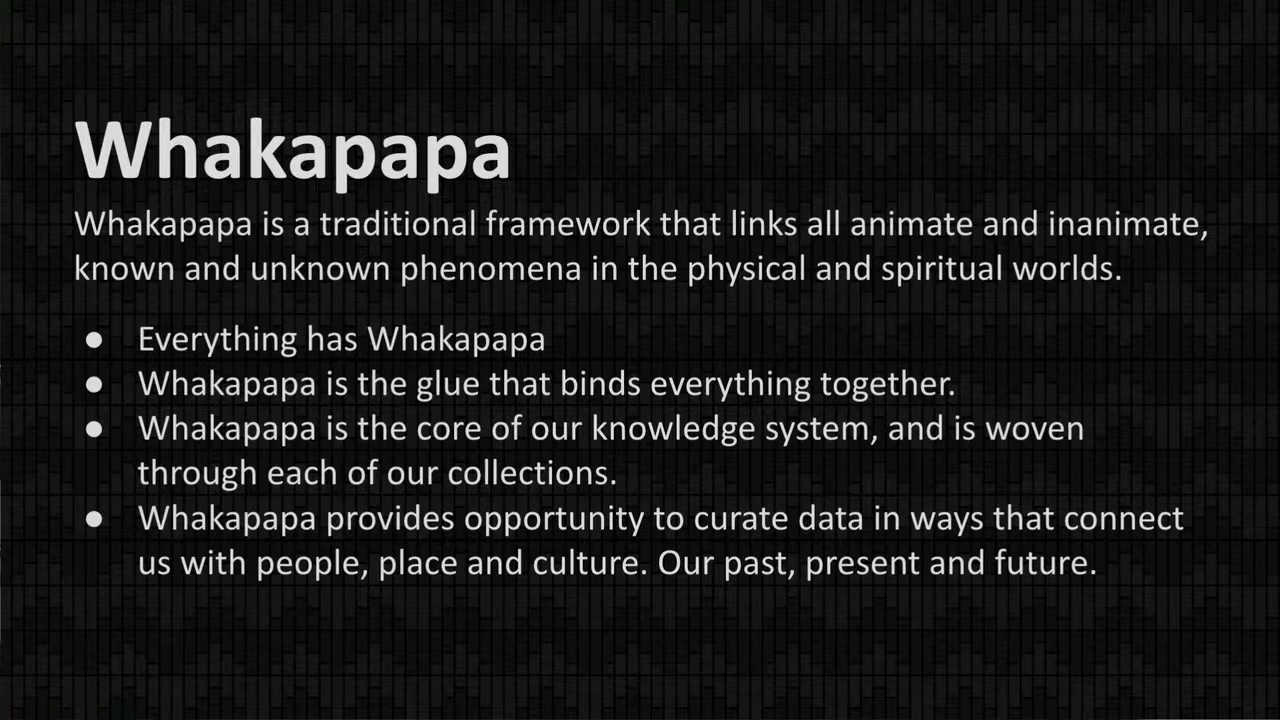 Whakapapa
Whakapapa is a traditional framework that links all animate and inanimate,
known and unknown phenomena in the physical and spiritual worlds.
● Everything has Whakapapa
● Whakapapa is the glue that binds everything together.
● Whakapapa is the core of our knowledge system, and is woven
through each of our collections.
● Whakapapa provides opportunity to curate data in ways that connect
us with people, place and culture. Our past, present and future.